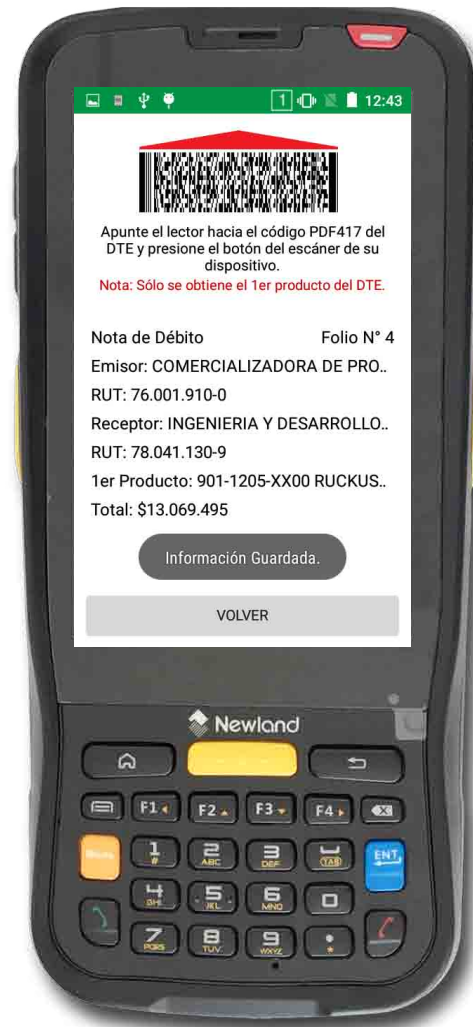 1 12:43
Apunte el lector hacia el código PDF417 del
DTE y presione el botón del escáner de su
dispositivo.
Nota: Sólo se obtiene el 1er producto del DTE.
Nota de Débito Folio N° 4
Emisor: COMERCIALIZADORA DE PRO..
RUT: 76.001.910-0
Receptor: INGENIERIA Y DESARROLLO..
RUT: 78.041.130-9
1er Producto: 901-1205-XX00 RUCKUS..
Total: $13.069.495
Información Guardada.
VOLVER
Newland
F1 F2 F3 F4
1 # 2 ABC 3 DEF TAB ENT
4 GHI 5 JKL 6 MNO 0
7 PQRS 8 TUV 9 WXYZ . *